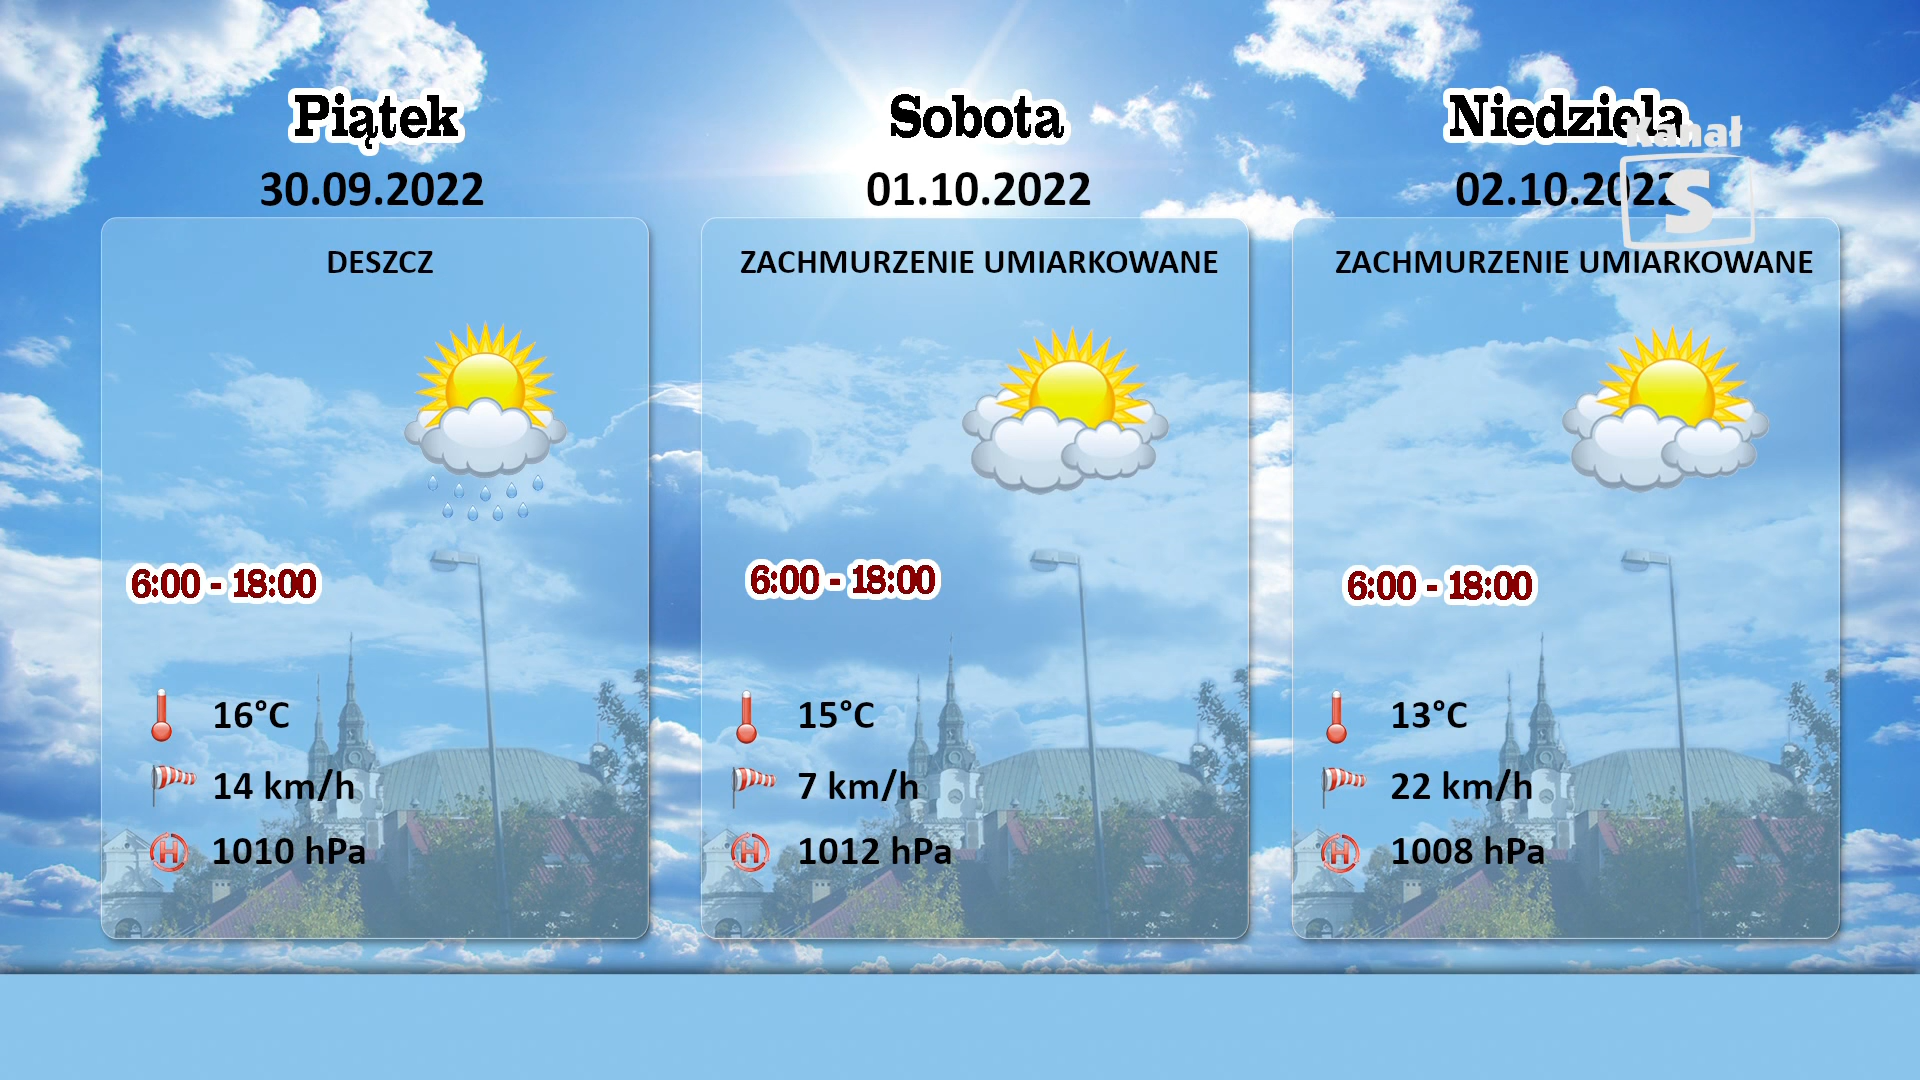 Piątek
30.09.2022
DESZCZ
6:00 - 18:00
16°C
14 km/h
H 1010 hPa
Sobota
01.10.2022
ZACHMURZENIE UMIARKOWANE
6:00 - 18:00
15°C
7 km/h
H 1012 hPa
Niedziela
02.10.2022
ZACHMURZENIE UMIARKOWANE
6:00 - 18:00
13°C
22 km/h
H 1008 hPa
Kanał
S